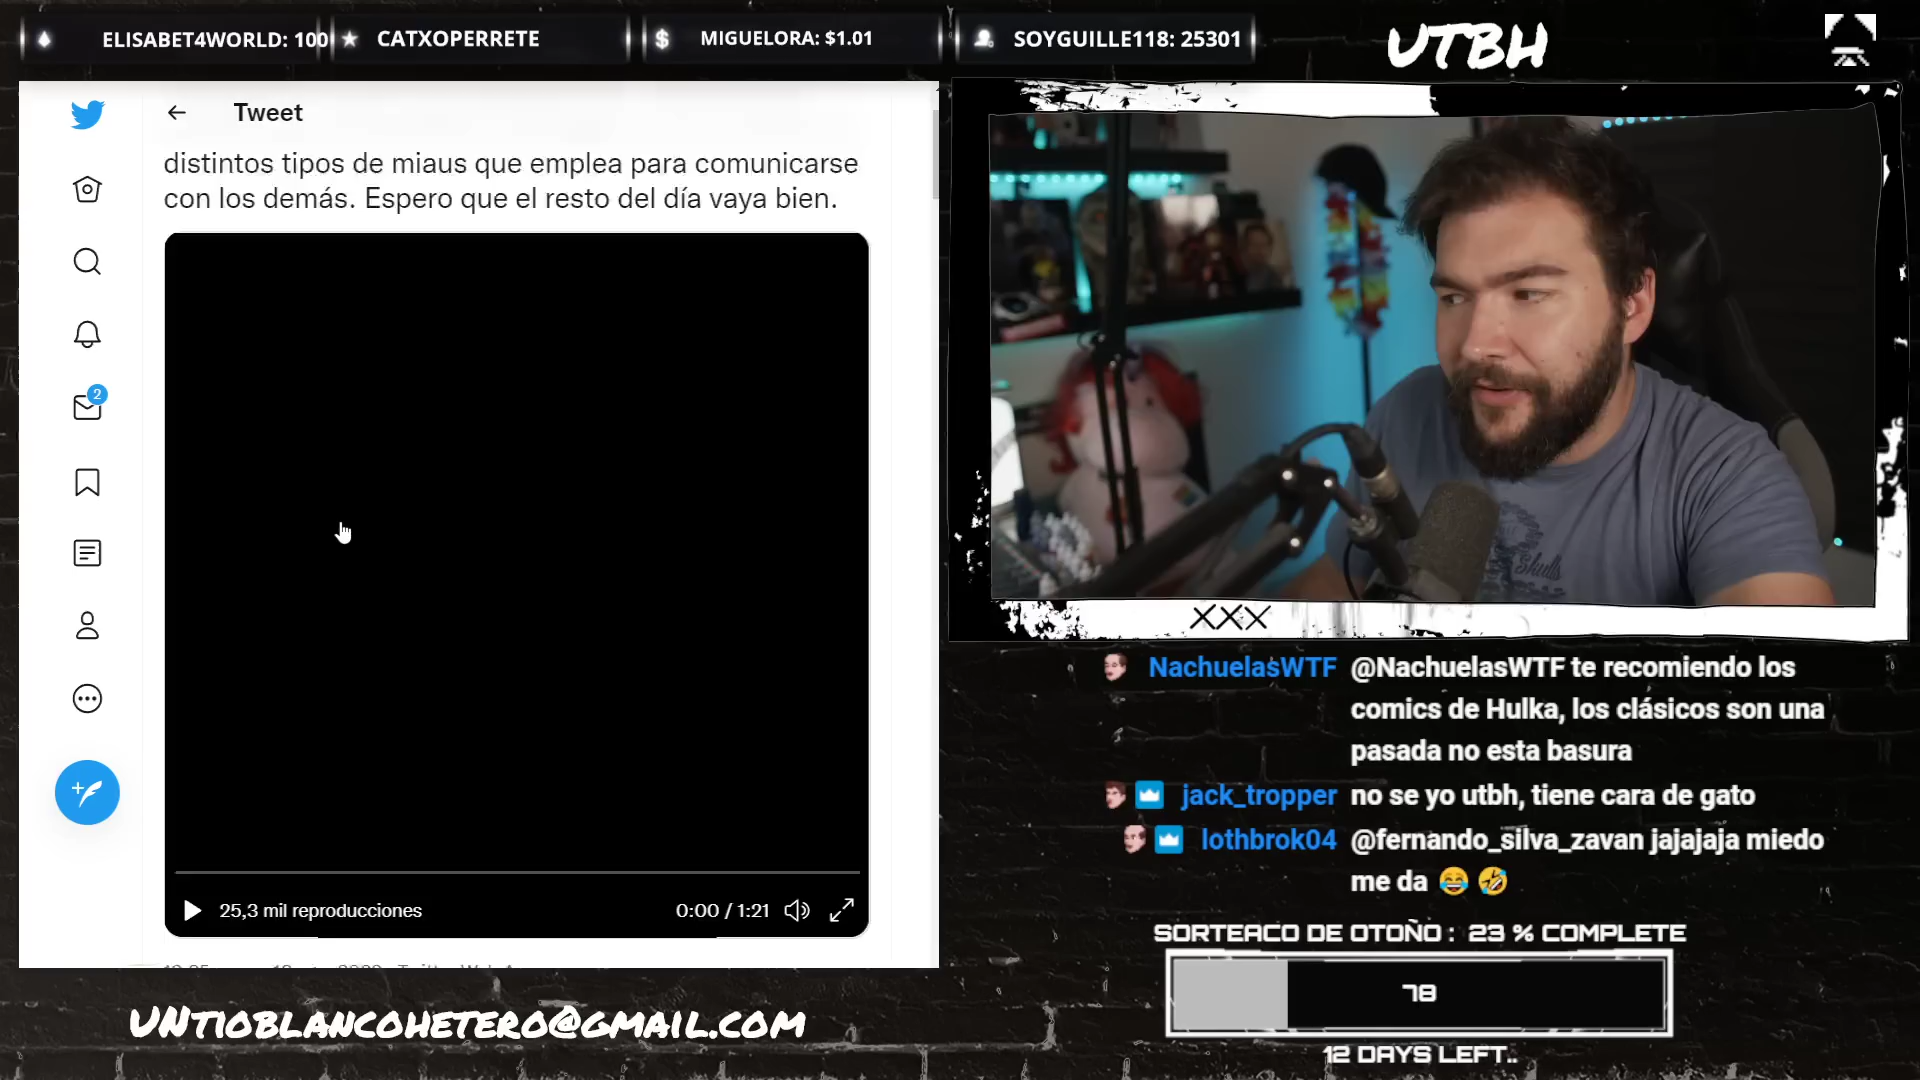 ELISABET4WORLD: 100
CATXOPERRETE
MIGUELORA: $1.01
SOYGUILLE118: 25301
UTBH
Tweet
distintos tipos de miaus que emplea para comunicarse
con los demás. Espero que el resto del día vaya bien.
2
25,3 mil reproducciones
0:00 / 1:21
Skulls
XXX
NachuelasWTF @NachuelasWTF te recomiendo los
comics de Hulka, los clásicos son una
pasada no esta basura
jack_tropper no se yo utbh, tiene cara de gato
lothbrok04 @fernando_silva_zavan jajajaja miedo
me da 😂 🤣
SORTEACO DE OTOÑO : 23 % COMPLETE
78
12 DAYS LEFT..
UNTIOBLANCOHETERO@GMAIL.COM